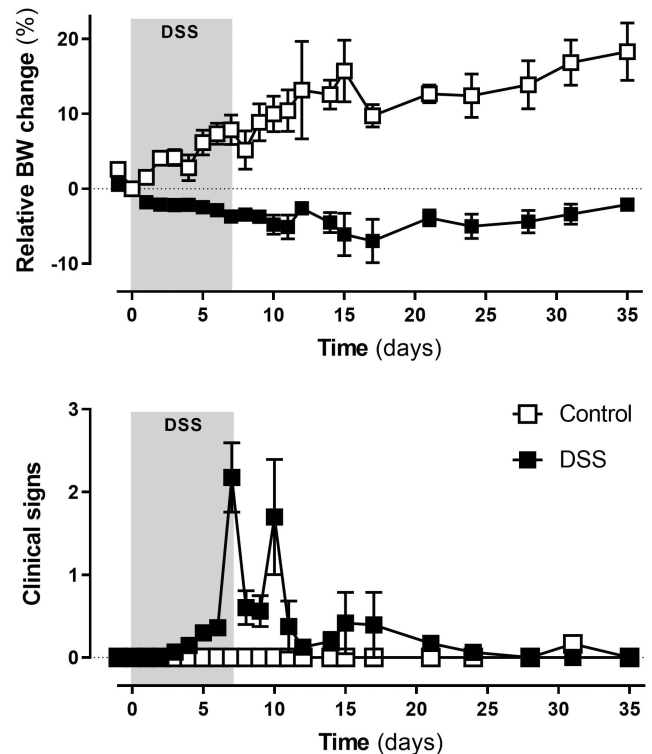 DSS
20
10
0
-10
Relative BW change (%)
0 5 10 15 20 25 30 35
Time (days)
3
2
1
0
Clinical signs
DSS
Control
DSS
0 5 10 15 20 25 30 35
Time (days)